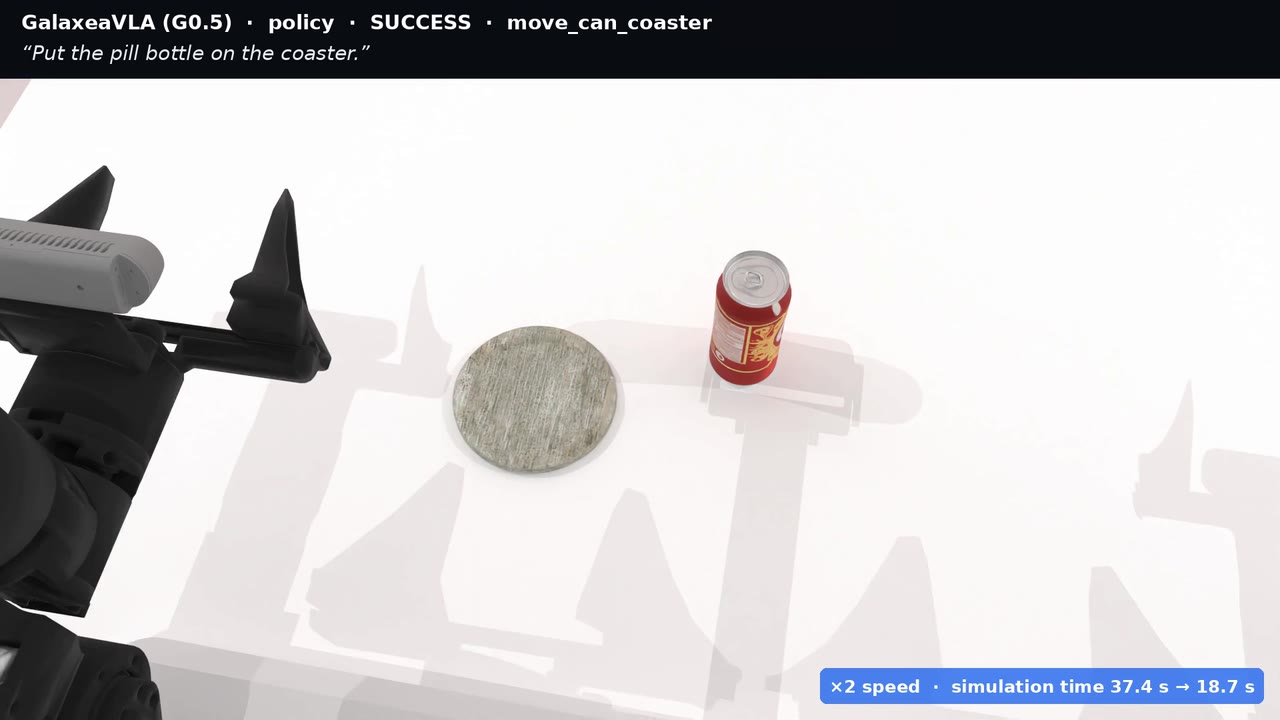 GalaxeaVLA (G0.5) · policy · SUCCESS · move_can_coaster
“Put the pill bottle on the coaster.”
×2 speed · simulation time 37.4 s → 18.7 s